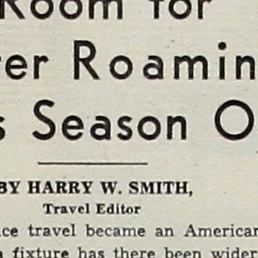 Room for
er Roamin
s Season O
BY HARRY W. SMITH,
Travel Editor
ce travel became an American
fixture has there been wider